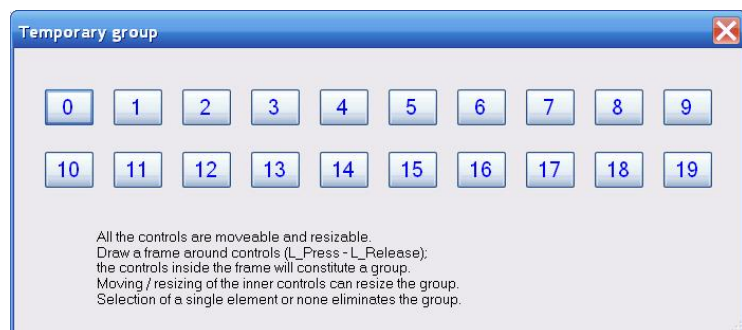 Temporary group
0 1 2 3 4 5 6 7 8 9
10 11 12 13 14 15 16 17 18 19
All the controls are moveable and resizable.
Draw a frame around controls (L_Press - L_Release);
the controls inside the frame will constitute a group.
Moving / resizing of the inner controls can resize the group.
Selection of a single element or none eliminates the group.